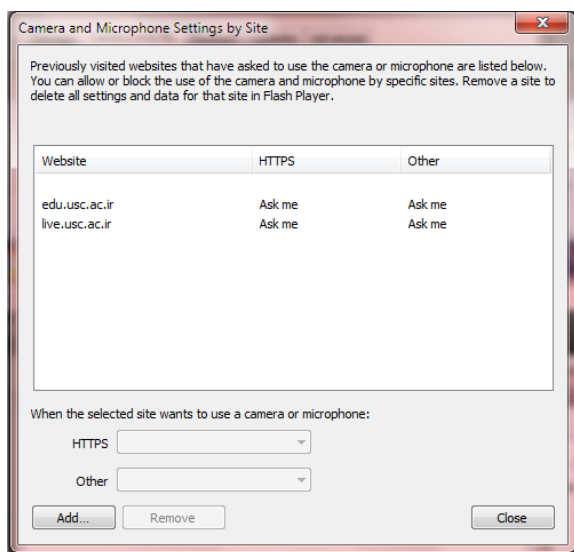 Camera and Microphone Settings by Site
Previously visited websites that have asked to use the camera or microphone are listed below.
You can allow or block the use of the camera and microphone by specific sites. Remove a site to
delete all settings and data for that site in Flash Player.
Website HTTPS Other
edu.usc.ac.ir Ask me Ask me
live.usc.ac.ir Ask me Ask me
When the selected site wants to use a camera or microphone:
HTTPS
Other
Add... Remove Close